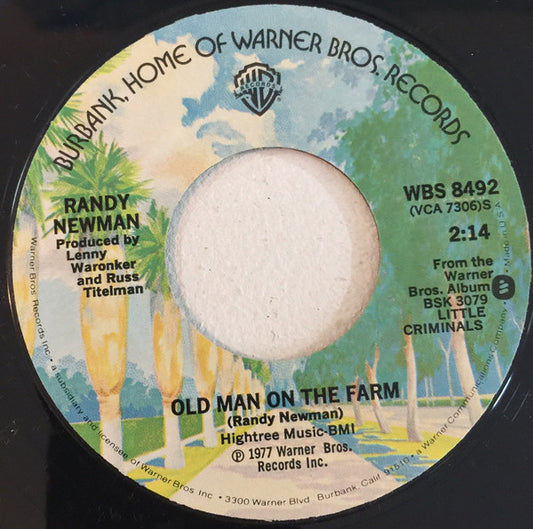 BURBANK, HOME OF WARNER BROS. RECORDS
RECORDS
RANDY
NEWMAN
Produced by
Lenny
Waronker
and Russ
Titelman
WBS 8492
(VCA 7306)S
2:14
From the
Warner
Bros. Album
BSK 3079
LITTLE
CRIMINALS
OLD MAN ON THE FARM
(Randy Newman)
Hightree Music-BMI
℗ 1977 Warner Bros.
Records Inc.
Warner Bros. Records Inc. • a subsidiary and licensee of Warner Bros. Inc • 3300 Warner Blvd., Burbank, Calif. 91510 • a Warner Communications Company • Made in U.S.A.